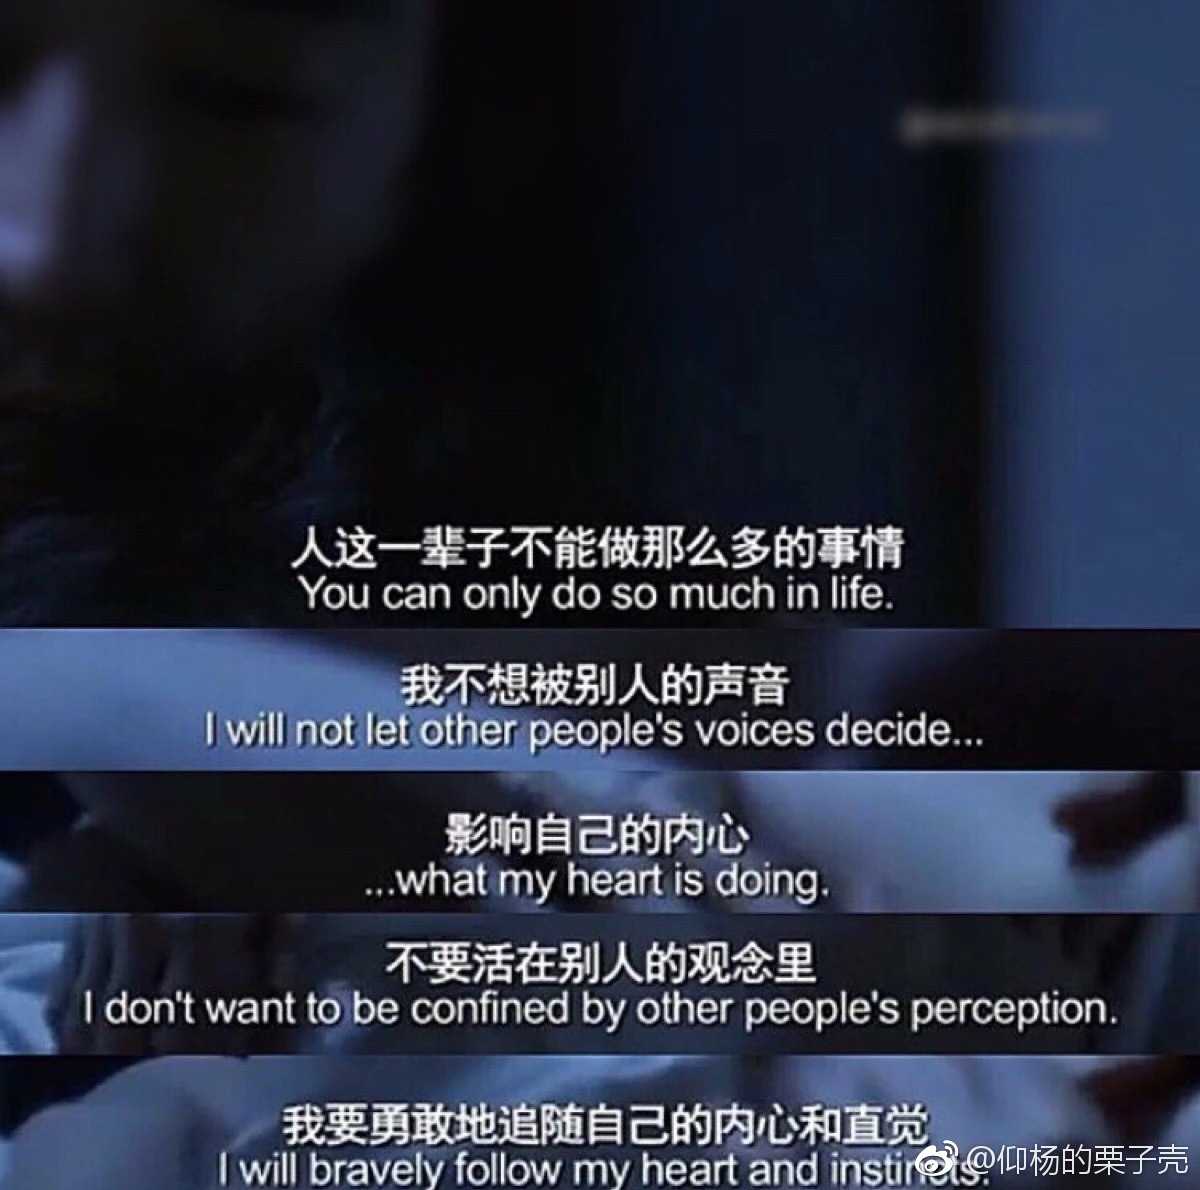 人这一辈子不能做那么多的事情
You can only do so much in life.
我不想被别人的声音
I will not let other people's voices decide...
影响自己的内心
...what my heart is doing.
不要活在别人的观念里
I don't want to be confined by other people's perception.
我要勇敢地追随自己的内心和直觉
I will bravely follow my heart and instincts.
@仰杨的栗子壳